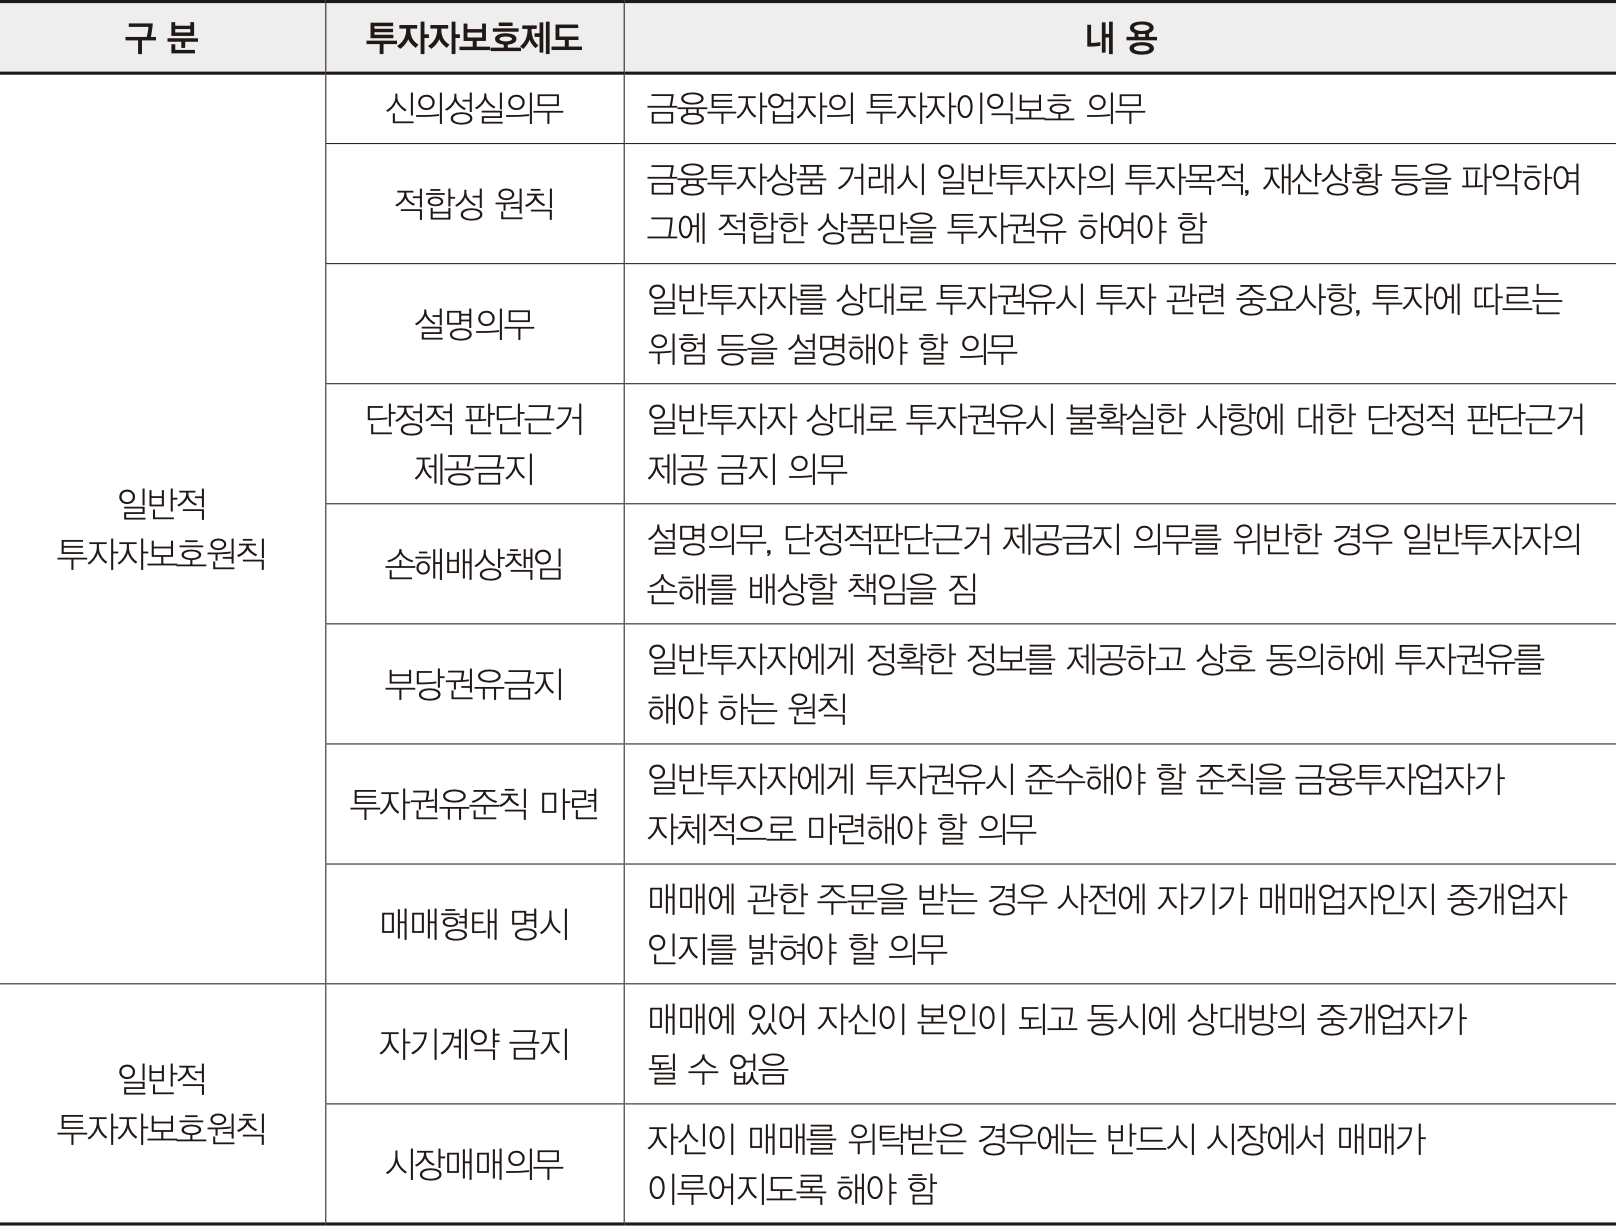 구 분 투자자보호제도 내 용
일반적
투자자보호원칙
신의성실의무
금융투자업자의 투자자이익보호 의무
적합성 원칙
금융투자상품 거래시 일반투자자의 투자목적, 재산상황 등을 파악하여
그에 적합한 상품만을 투자권유 하여야 함
설명의무
일반투자자를 상대로 투자권유시 투자 관련 중요사항, 투자에 따르는
위험 등을 설명해야 할 의무
단정적 판단근거
제공금지
일반투자자 상대로 투자권유시 불확실한 사항에 대한 단정적 판단근거
제공 금지 의무
손해배상책임
설명의무, 단정적판단근거 제공금지 의무를 위반한 경우 일반투자자의
손해를 배상할 책임을 짐
부당권유금지
일반투자자에게 정확한 정보를 제공하고 상호 동의하에 투자권유를
해야 하는 원칙
투자권유준칙 마련
일반투자자에게 투자권유시 준수해야 할 준칙을 금융투자업자가
자체적으로 마련해야 할 의무
매매형태 명시
매매에 관한 주문을 받는 경우 사전에 자기가 매매업자인지 중개업자
인지를 밝혀야 할 의무
일반적
투자자보호원칙
자기계약 금지
매매에 있어 자신이 본인이 되고 동시에 상대방의 중개업자가
될 수 없음
시장매매의무
자신이 매매를 위탁받은 경우에는 반드시 시장에서 매매가
이루어지도록 해야 함